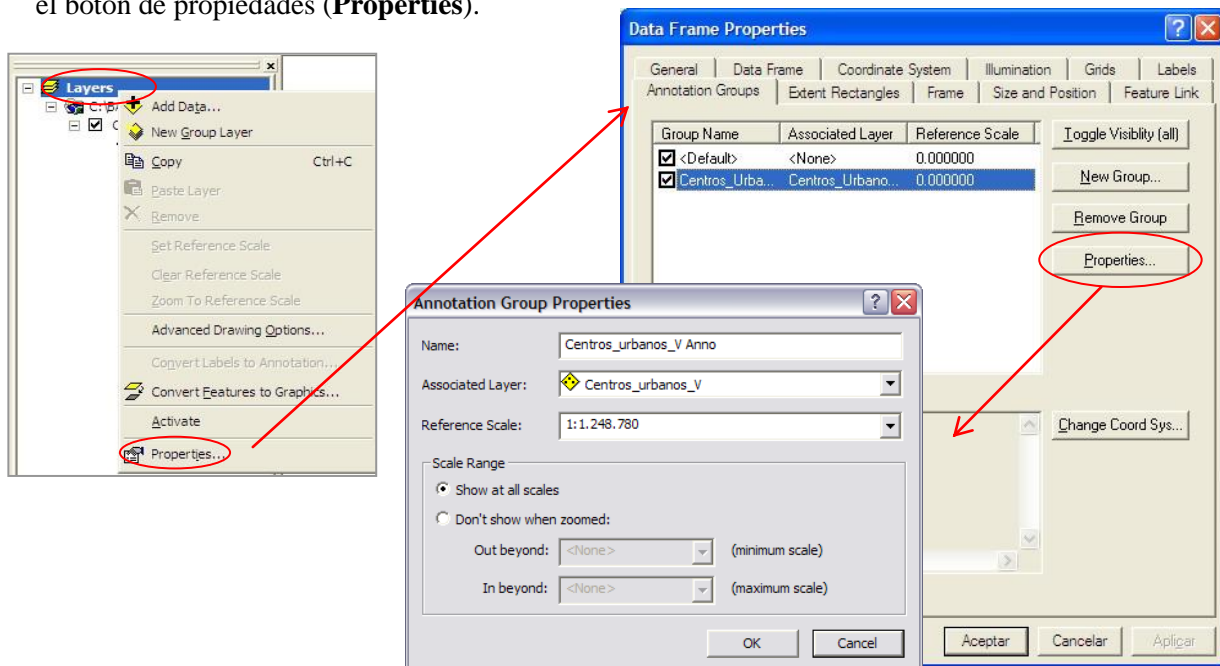 el botón de propiedades (Properties).
Layers
C:\B
C
Add Data...
New Group Layer
Copy Ctrl+C
Paste Layer
Remove
Set Reference Scale
Clear Reference Scale
Zoom To Reference Scale
Advanced Drawing Options...
Convert Labels to Annotation...
Convert Features to Graphics...
Activate
Properties...
Data Frame Properties
General Data Frame Coordinate System Illumination Grids Labels
Annotation Groups Extent Rectangles Frame Size and Position Feature Link
Group Name Associated Layer Reference Scale
<Default> <None> 0.000000
Centros_Urba... Centros_Urbano... 0.000000
Toggle Visiblity (all)
New Group...
Remove Group
Properties...
Change Coord Sys...
Aceptar Cancelar Aplicar
Annotation Group Properties
Name: Centros_urbanos_V Anno
Associated Layer: Centros_urbanos_V
Reference Scale: 1:1.248.780
Scale Range
Show at all scales
Don't show when zoomed:
Out beyond: <None> (minimum scale)
In beyond: <None> (maximum scale)
OK Cancel